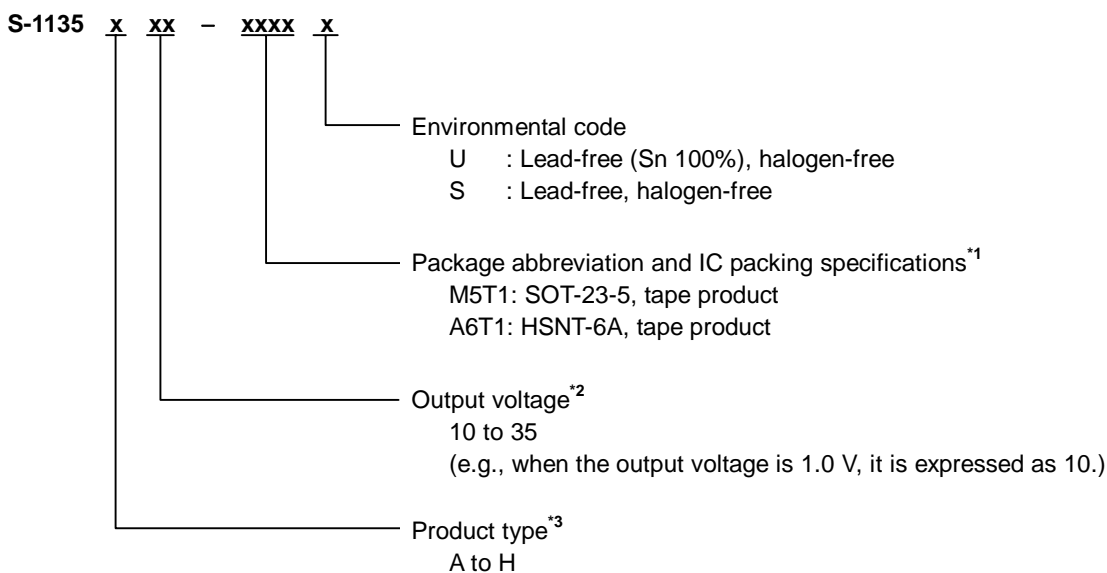 S-1135 x xx – xxxx x
Environmental code
U : Lead-free (Sn 100%), halogen-free
S : Lead-free, halogen-free
Package abbreviation and IC packing specifications*1
M5T1: SOT-23-5, tape product
A6T1: HSNT-6A, tape product
Output voltage*2
10 to 35
(e.g., when the output voltage is 1.0 V, it is expressed as 10.)
Product type*3
A to H